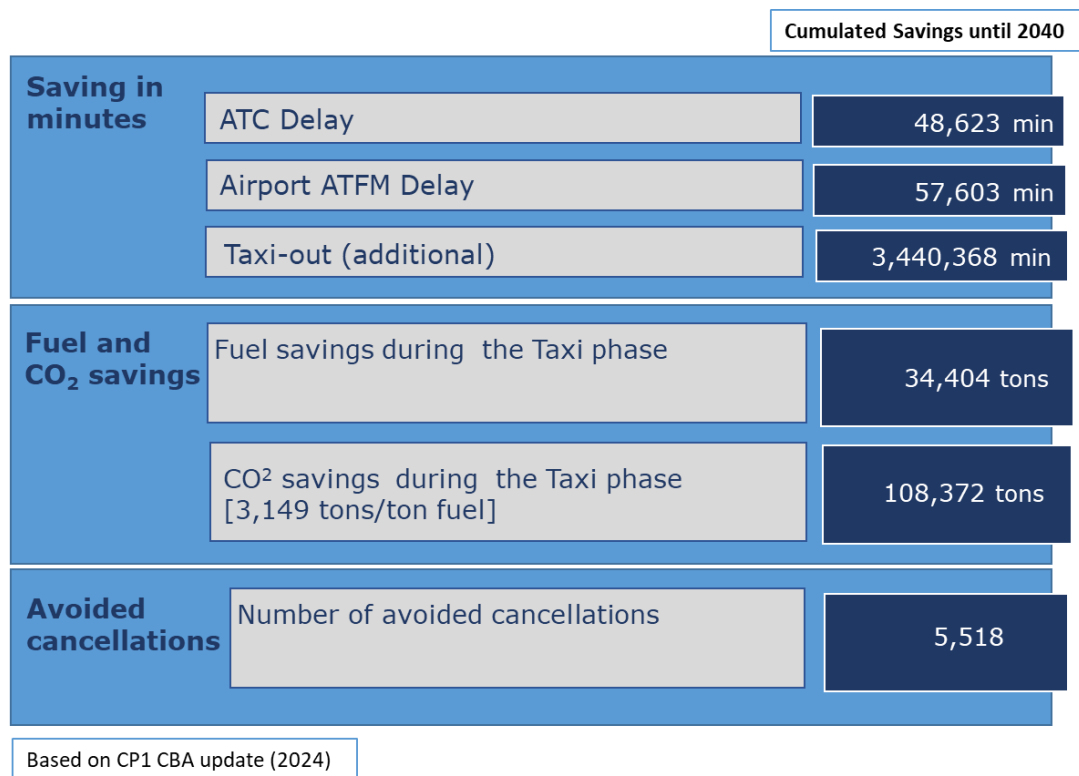 Cumulated Savings until 2040
Saving in
minutes
ATC Delay
48,623 min
Airport ATFM Delay
57,603 min
Taxi-out (additional)
3,440,368 min
Fuel and
CO₂ savings
Fuel savings during the Taxi phase
34,404 tons
CO² savings during the Taxi phase
[3,149 tons/ton fuel]
108,372 tons
Avoided
cancellations
Number of avoided cancellations
5,518
Based on CP1 CBA update (2024)